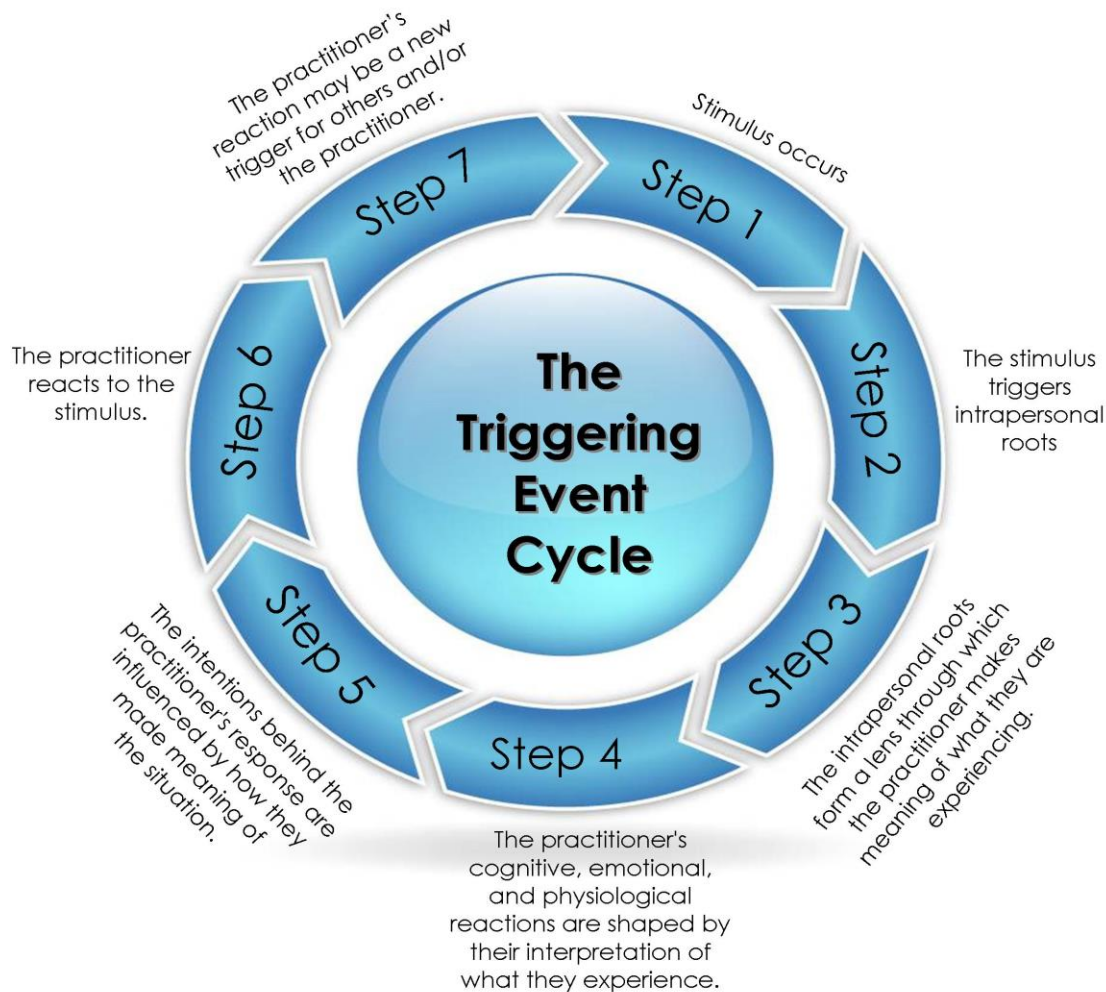 The
Triggering
Event
Cycle
Step 1
Stimulus occurs
Step 2
The stimulus
triggers
intrapersonal
roots
Step 3
The intrapersonal roots
form a lens through which
the practitioner makes
meaning of what they are
experiencing.
Step 4
The practitioner's
cognitive, emotional,
and physiological
reactions are shaped by
their interpretation of
what they experience.
Step 5
The intentions behind the
practitioner's response are
influenced by how they
made meaning of
the situation.
Step 6
The practitioner
reacts to the
stimulus.
Step 7
The practitioner's
reaction may be a new
trigger for others and/or
the practitioner.